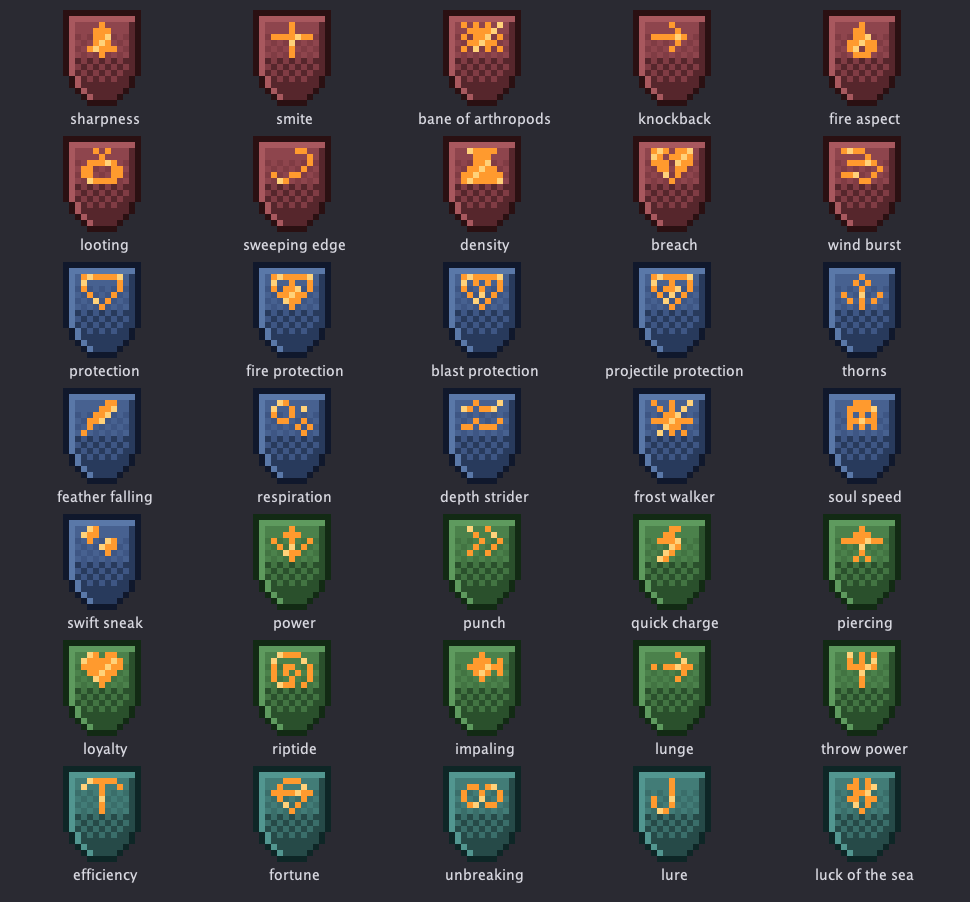 sharpness smite bane of arthropods knockback fire aspect
looting sweeping edge density breach wind burst
protection fire protection blast protection projectile protection thorns
feather falling respiration depth strider frost walker soul speed
swift sneak power punch quick charge piercing
loyalty riptide impaling lunge throw power
efficiency fortune unbreaking lure luck of the sea